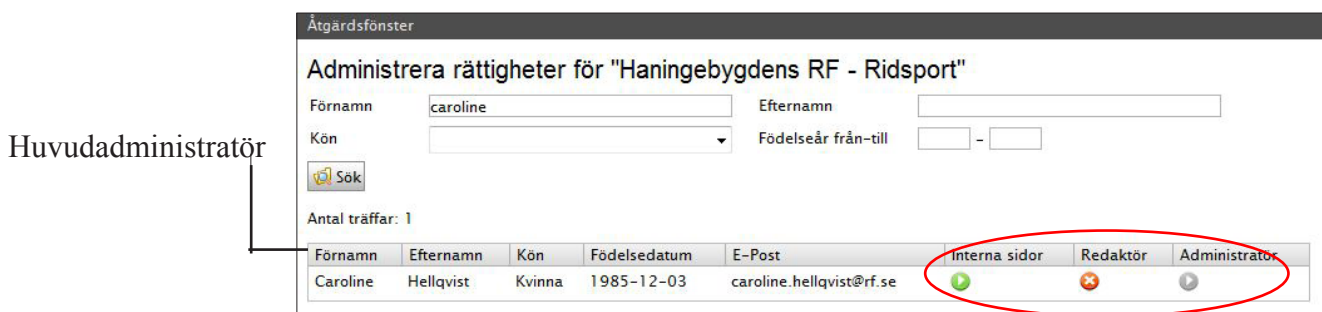 Åtgärdsfönster
Administrera rättigheter för "Haningebygdens RF - Ridsport"
Förnamn caroline Efternamn
Kön Födelseår från-till -
Huvudadministratör
Sök
Antal träffar: 1
Förnamn Efternamn Kön Födelsedatum E-Post Interna sidor Redaktör Administratör
Caroline Hellqvist Kvinna 1985-12-03 caroline.hellqvist@rf.se